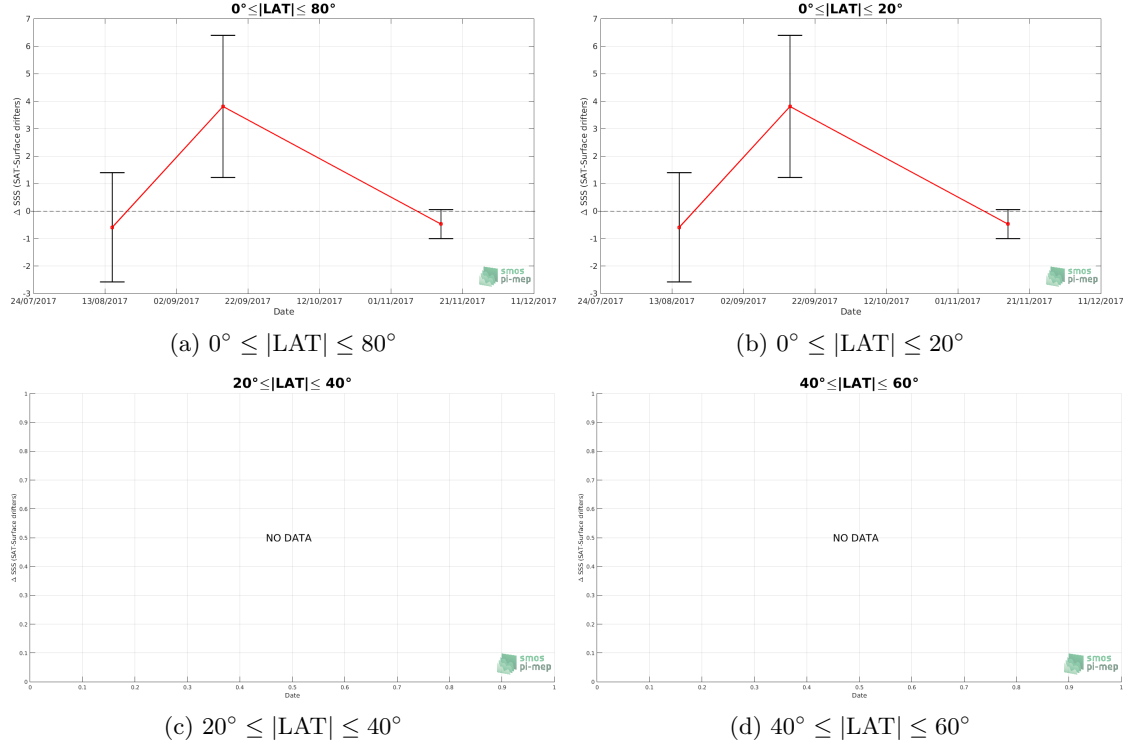 0°≤|LAT|≤ 80°
7
6
5
4
3
2
1
0
-1
-2
-3
Δ SSS (SAT-Surface drifters)
24/07/2017 13/08/2017 02/09/2017 22/09/2017 12/10/2017 01/11/2017 21/11/2017 11/12/2017
Date
smos
pi-mep
(a) 0° ≤ |LAT| ≤ 80°
0°≤|LAT|≤ 20°
7
6
5
4
3
2
1
0
-1
-2
-3
Δ SSS (SAT-Surface drifters)
24/07/2017 13/08/2017 02/09/2017 22/09/2017 12/10/2017 01/11/2017 21/11/2017 11/12/2017
Date
smos
pi-mep
(b) 0° ≤ |LAT| ≤ 20°
20°≤|LAT|≤ 40°
1
0.9
0.8
0.7
0.6
0.5
0.4
0.3
0.2
0.1
0
Δ SSS (SAT-Surface drifters)
NO DATA
0 0.1 0.2 0.3 0.4 0.5 0.6 0.7 0.8 0.9 1
Date
smos
pi-mep
(c) 20° ≤ |LAT| ≤ 40°
40°≤|LAT|≤ 60°
1
0.9
0.8
0.7
0.6
0.5
0.4
0.3
0.2
0.1
0
Δ SSS (SAT-Surface drifters)
NO DATA
0 0.1 0.2 0.3 0.4 0.5 0.6 0.7 0.8 0.9 1
Date
smos
pi-mep
(d) 40° ≤ |LAT| ≤ 60°